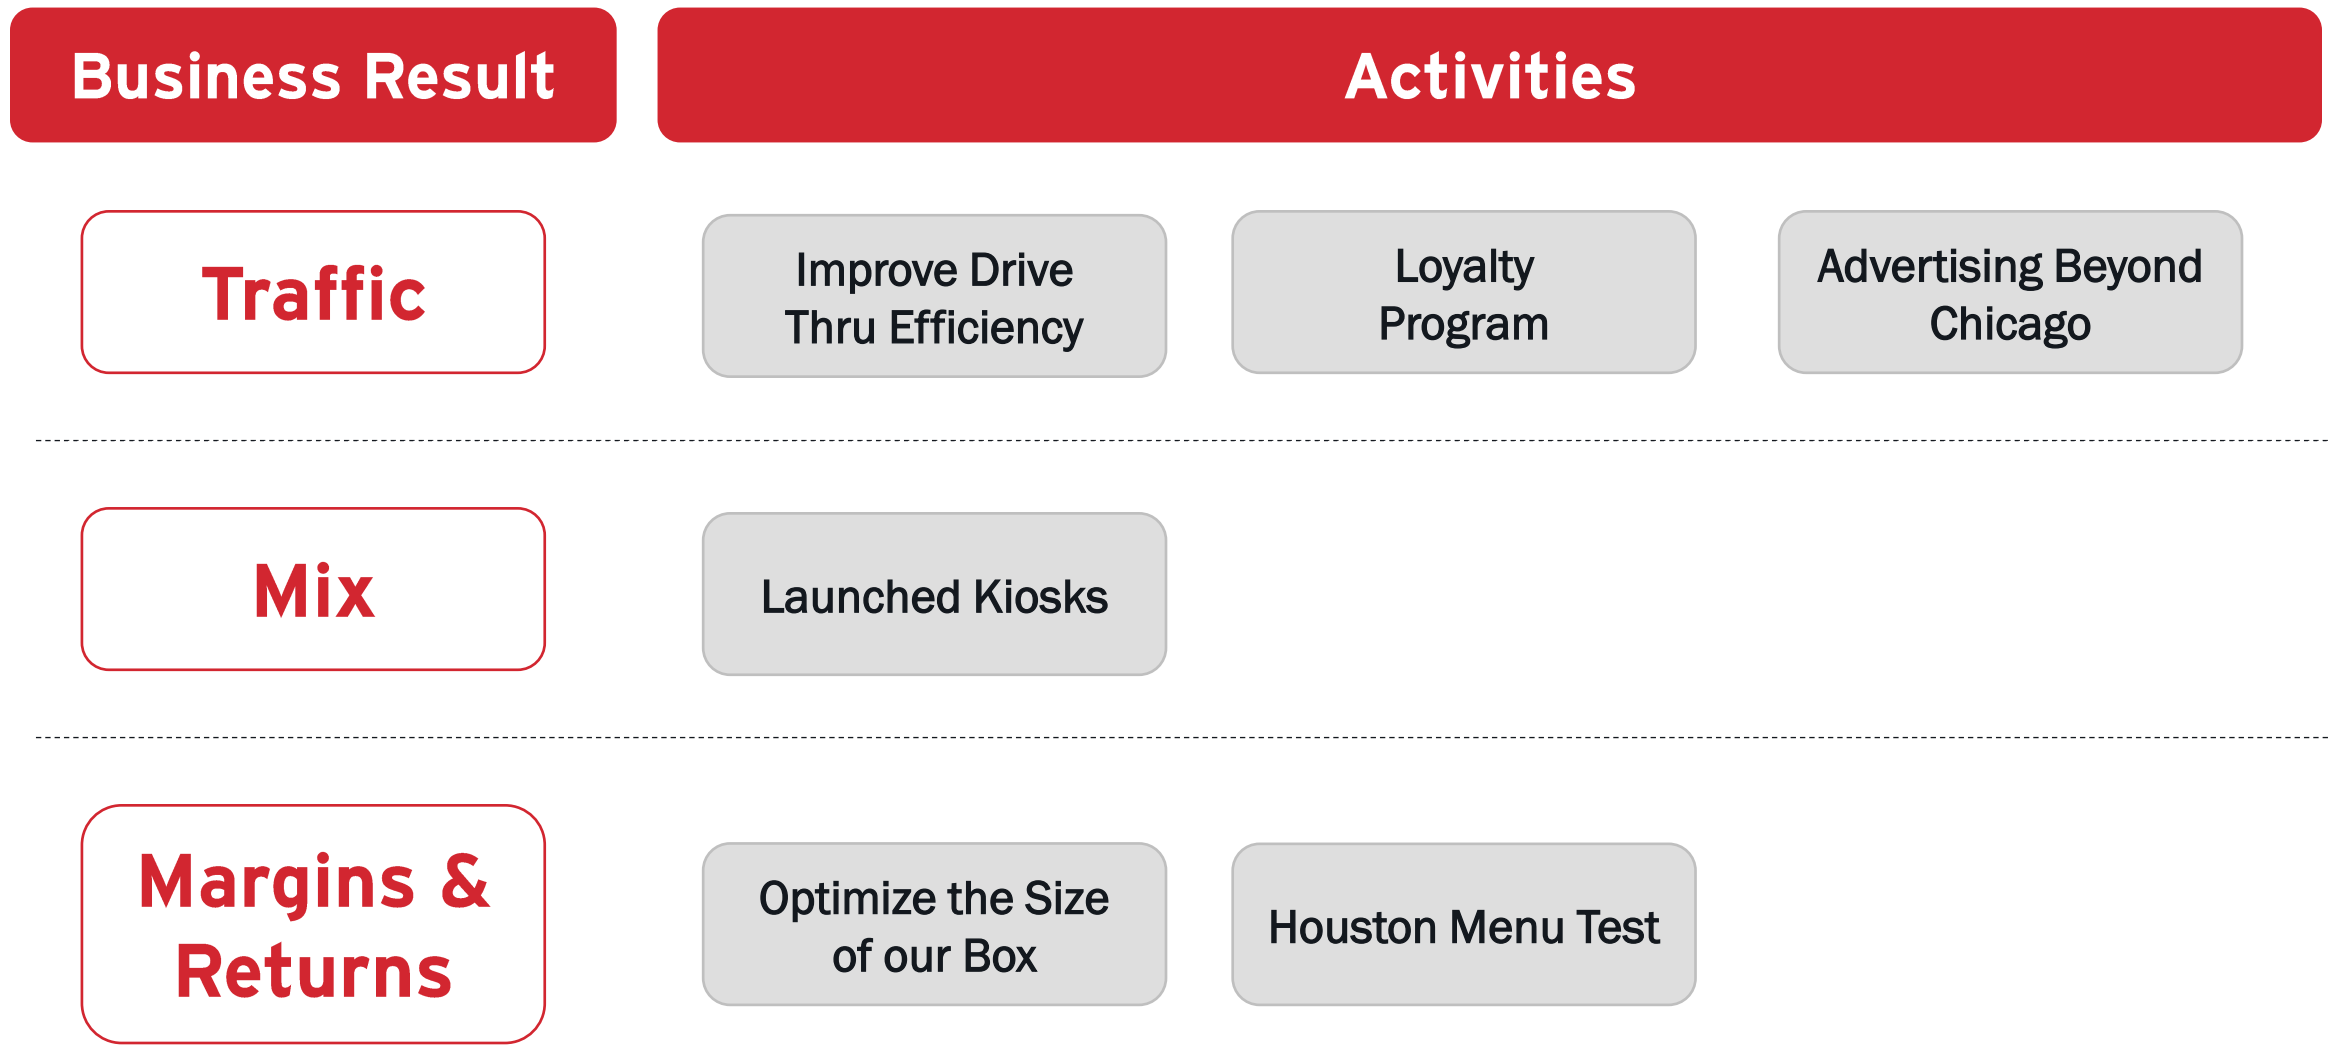 Business Result
Activities
Traffic
Improve Drive
Thru Efficiency
Loyalty
Program
Advertising Beyond
Chicago
Mix
Launched Kiosks
Margins &
Returns
Optimize the Size
of our Box
Houston Menu Test